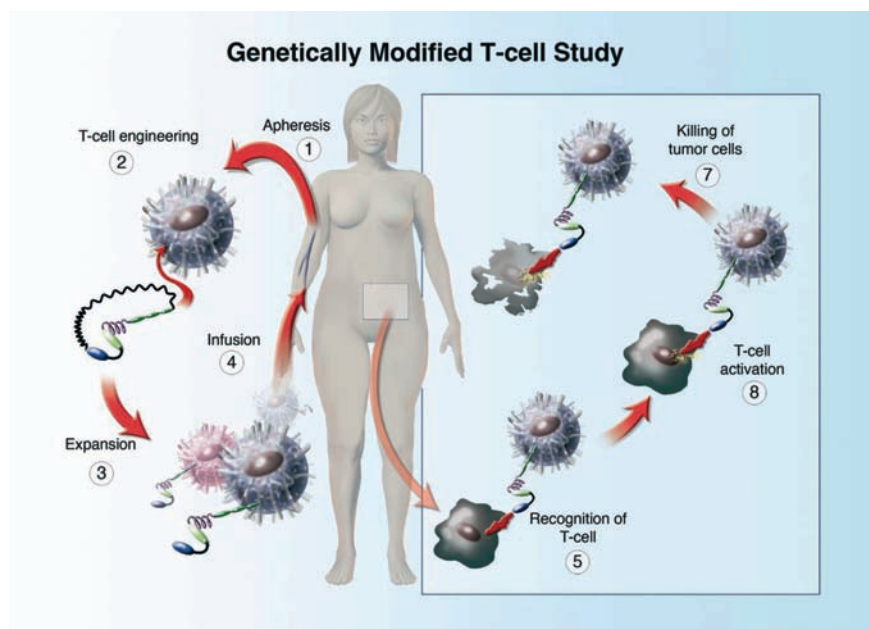 Genetically Modified T-cell Study
Apheresis
1
T-cell engineering
2
Expansion
3
Infusion
4
Recognition of
T-cell
5
T-cell
activation
8
Killing of
tumor cells
7